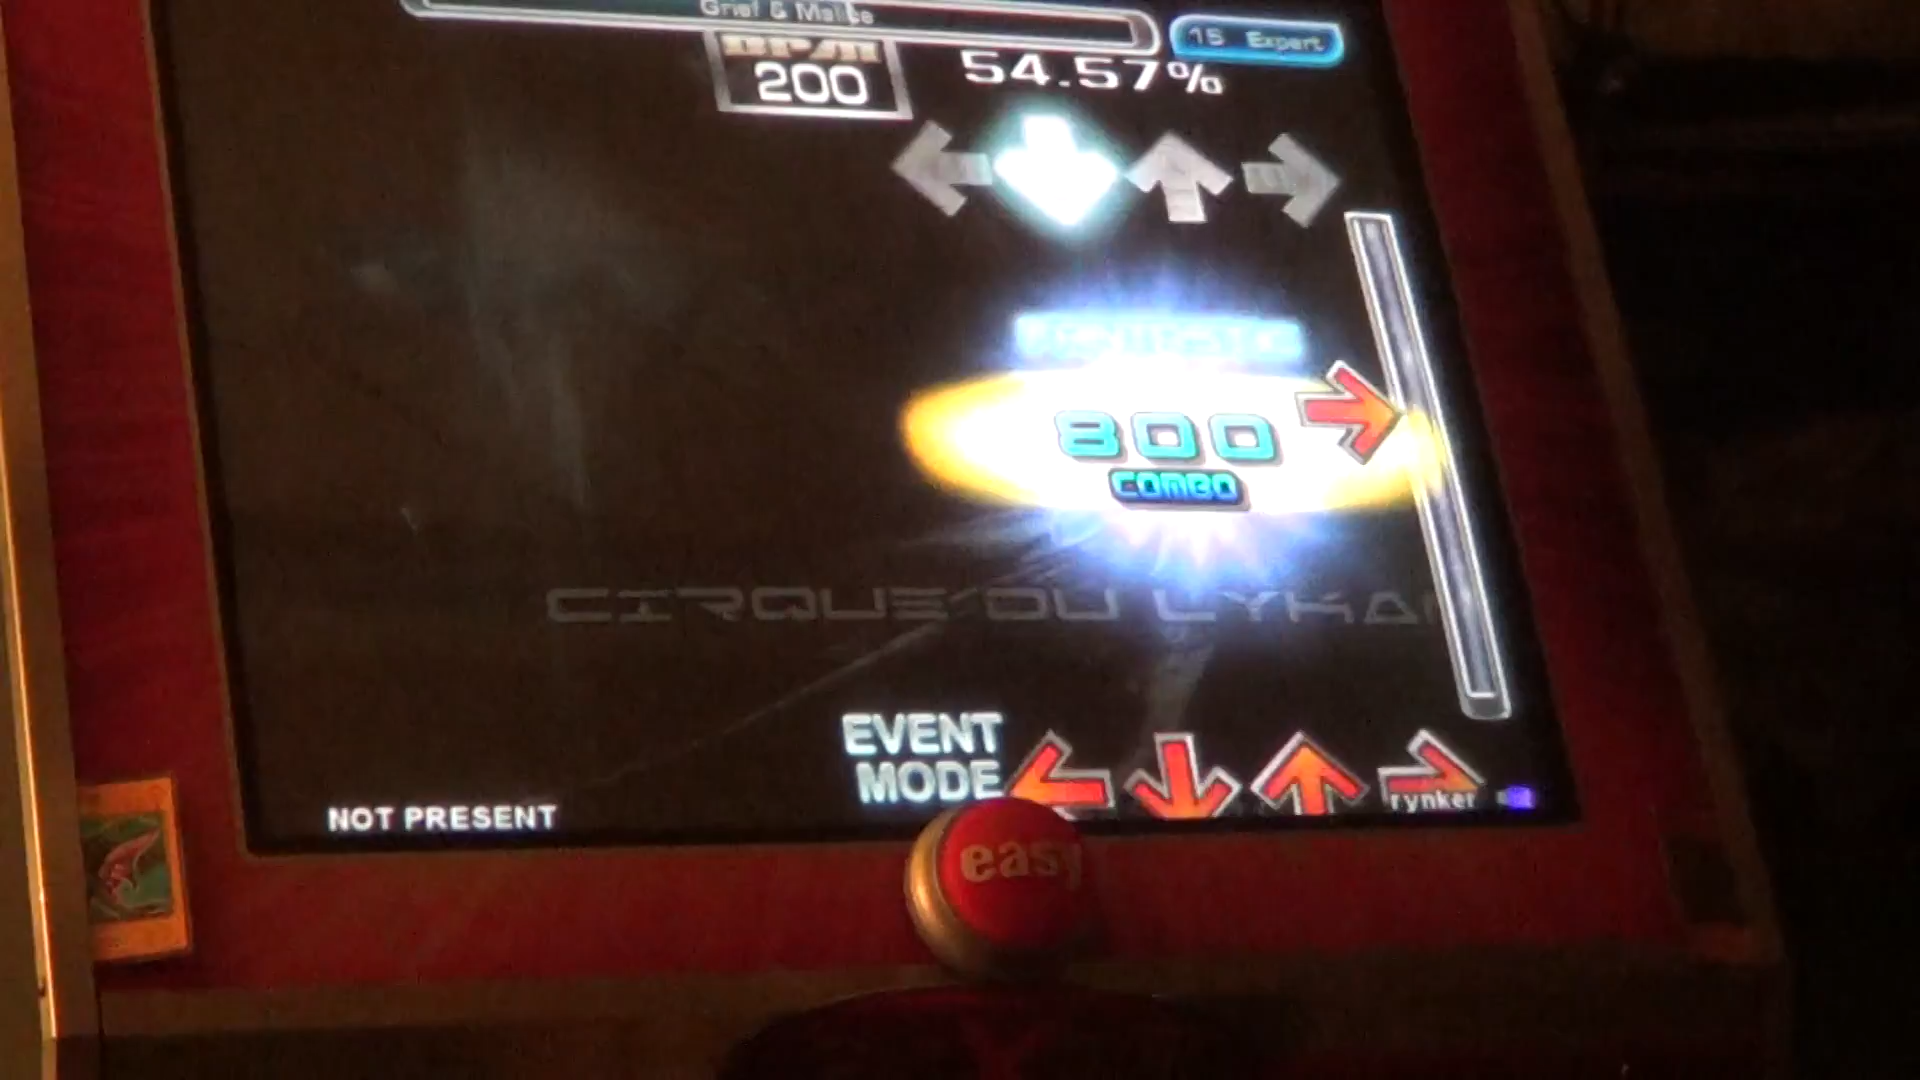 Grief & Malice
15 Expert
BPM
200
54.57%
FANTASTIC
800
COMBO
CIRQUE DU LYKAN
EVENT
MODE
NOT PRESENT
rynker
easy